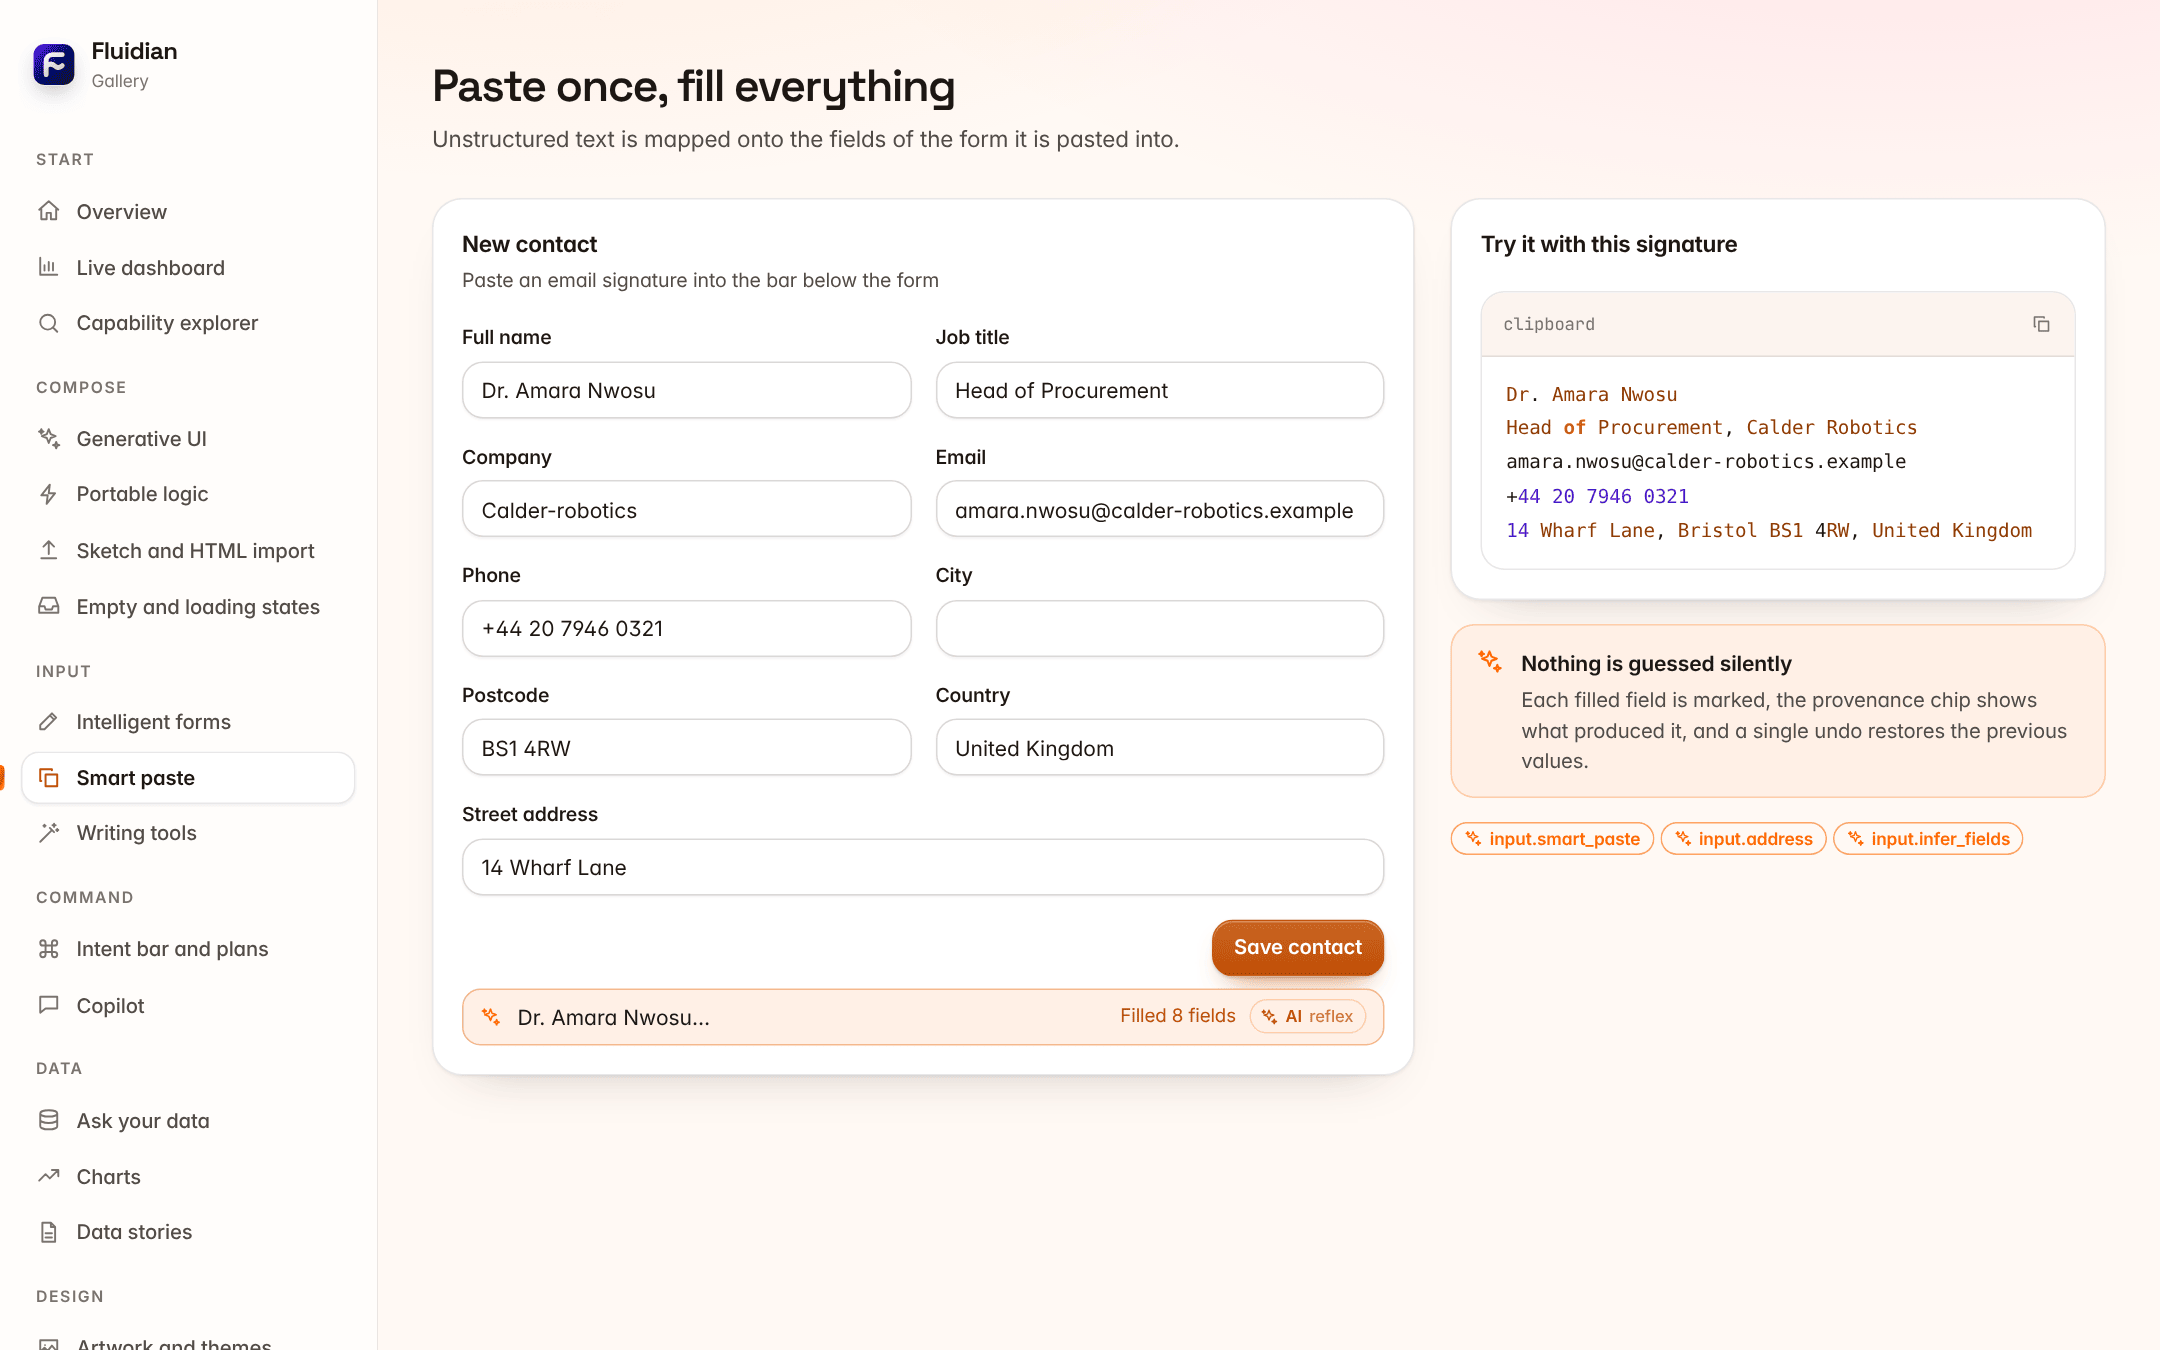 Fluidian
Gallery
START
Overview
Live dashboard
Capability explorer
COMPOSE
Generative UI
Portable logic
Sketch and HTML import
Empty and loading states
INPUT
Intelligent forms
Smart paste
Writing tools
COMMAND
Intent bar and plans
Copilot
DATA
Ask your data
Charts
Data stories
DESIGN
Artwork and themes
Paste once, fill everything
Unstructured text is mapped onto the fields of the form it is pasted into.
New contact
Paste an email signature into the bar below the form
Full name
Dr. Amara Nwosu
Job title
Head of Procurement
Company
Calder-robotics
Email
amara.nwosu@calder-robotics.example
Phone
+44 20 7946 0321
City
Postcode
BS1 4RW
Country
United Kingdom
Street address
14 Wharf Lane
Save contact
Dr. Amara Nwosu...
Filled 8 fields
AI reflex
Try it with this signature
clipboard
Dr. Amara Nwosu
Head of Procurement, Calder Robotics
amara.nwosu@calder-robotics.example
+44 20 7946 0321
14 Wharf Lane, Bristol BS1 4RW, United Kingdom
Nothing is guessed silently
Each filled field is marked, the provenance chip shows
what produced it, and a single undo restores the previous
values.
input.smart_paste
input.address
input.infer_fields